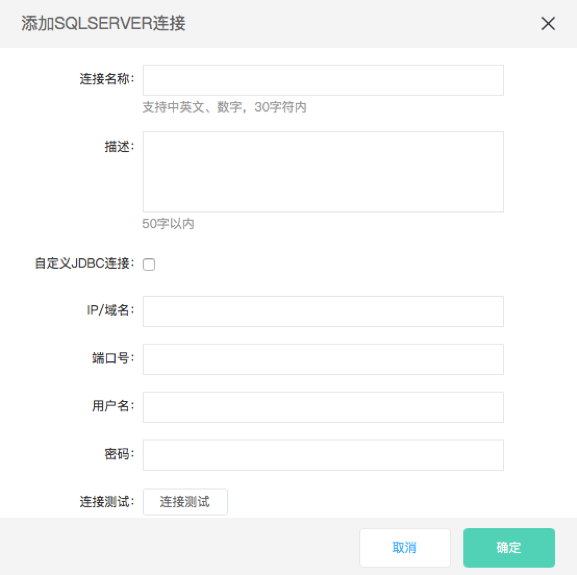 添加SQLSERVER连接
连接名称：
支持中英文、数字，30字符内
描述：
50字以内
自定义JDBC连接：
IP/域名：
端口号：
用户名：
密码：
连接测试： 连接测试
取消 确定